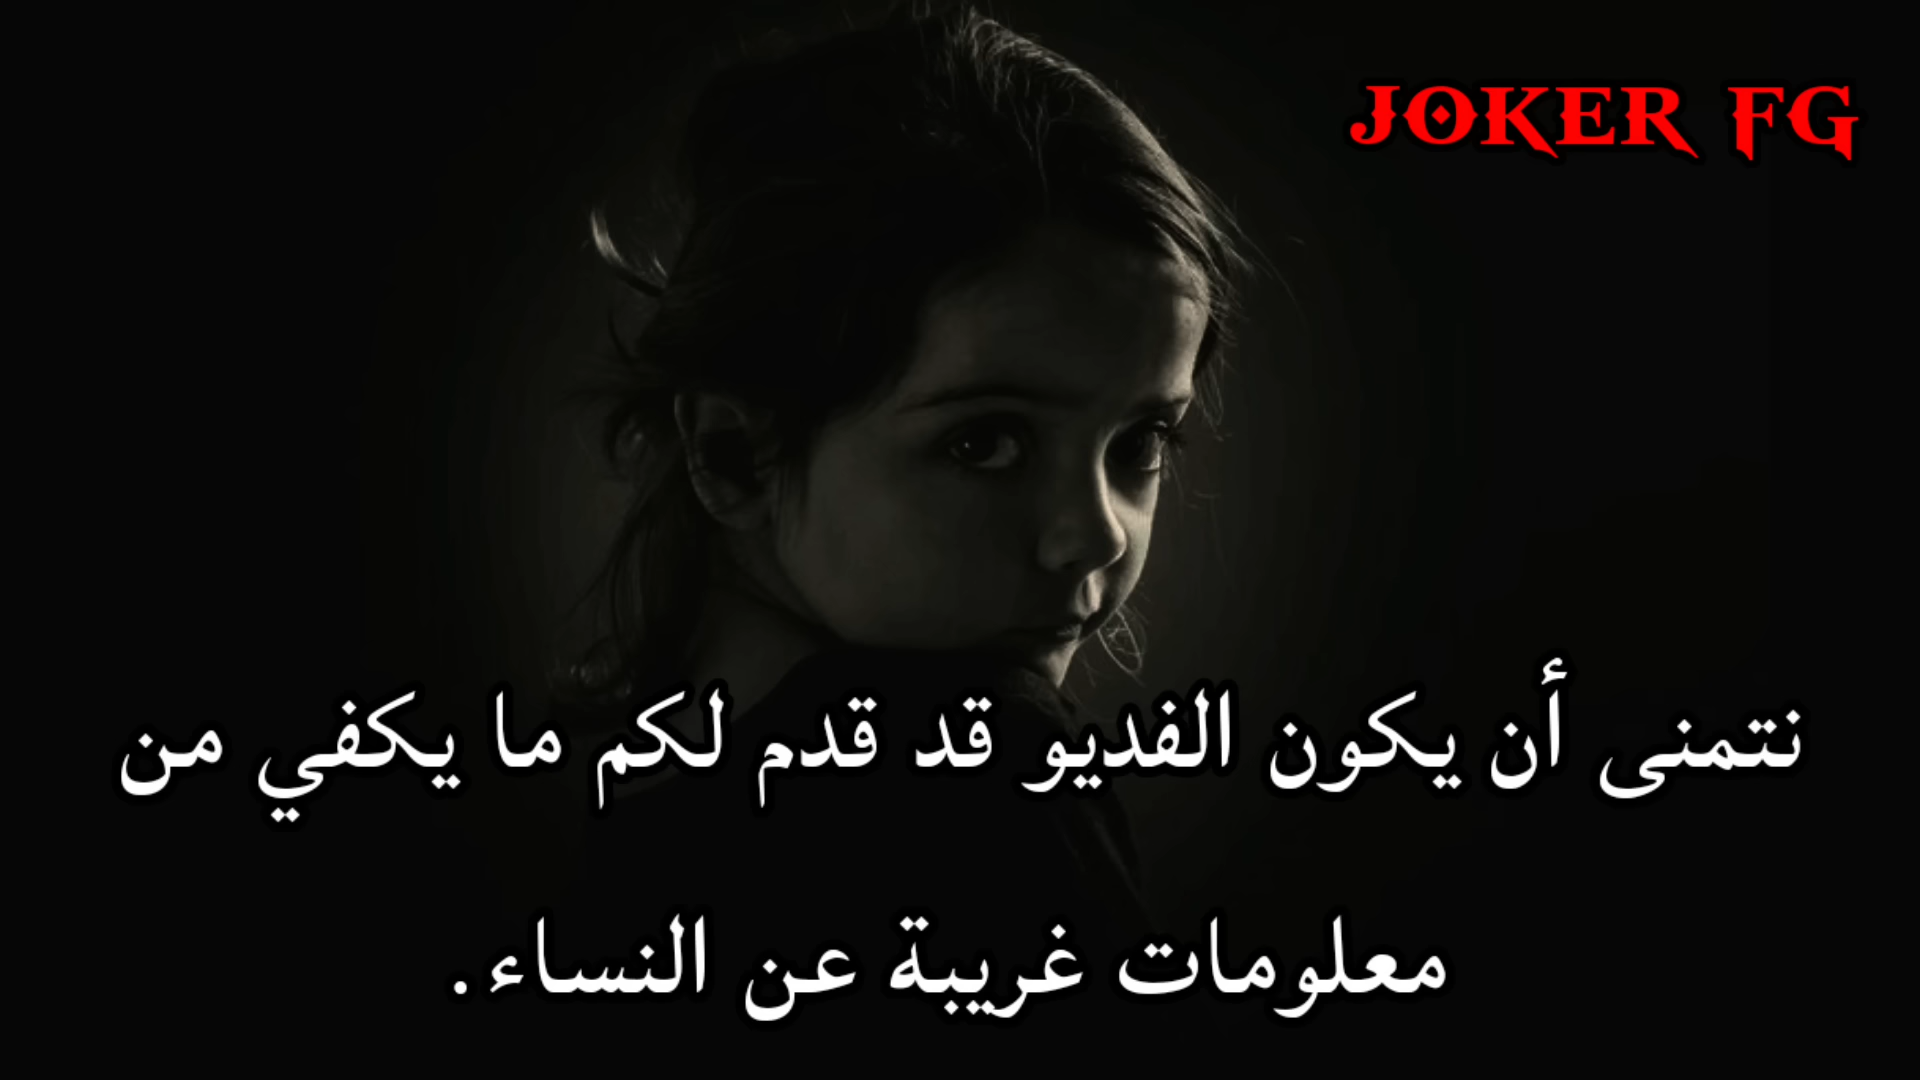 JOKER FG
نتمنى أن يكون الفديو قد قدم لكم ما يكفي من
معلومات غريبة عن النساء.